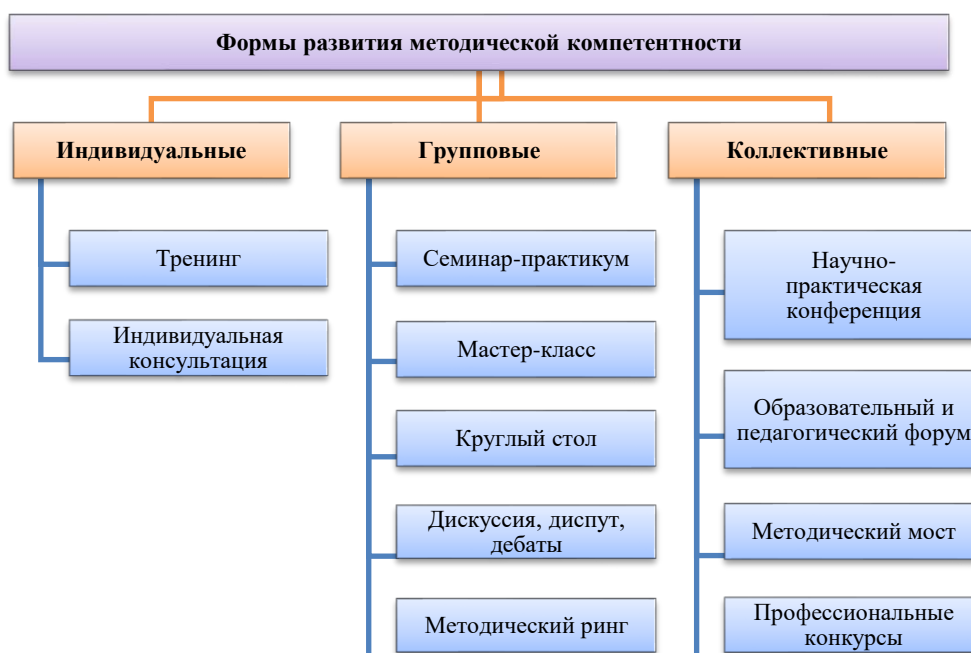 Формы развития методической компетентности
Индивидуальные
Групповые
Коллективные
Тренинг
Индивидуальная
консультация
Семинар-практикум
Мастер-класс
Круглый стол
Дискуссия, диспут,
дебаты
Методический ринг
Научно-
практическая
конференция
Образовательный и
педагогический форум
Методический мост
Профессиональные
конкурсы